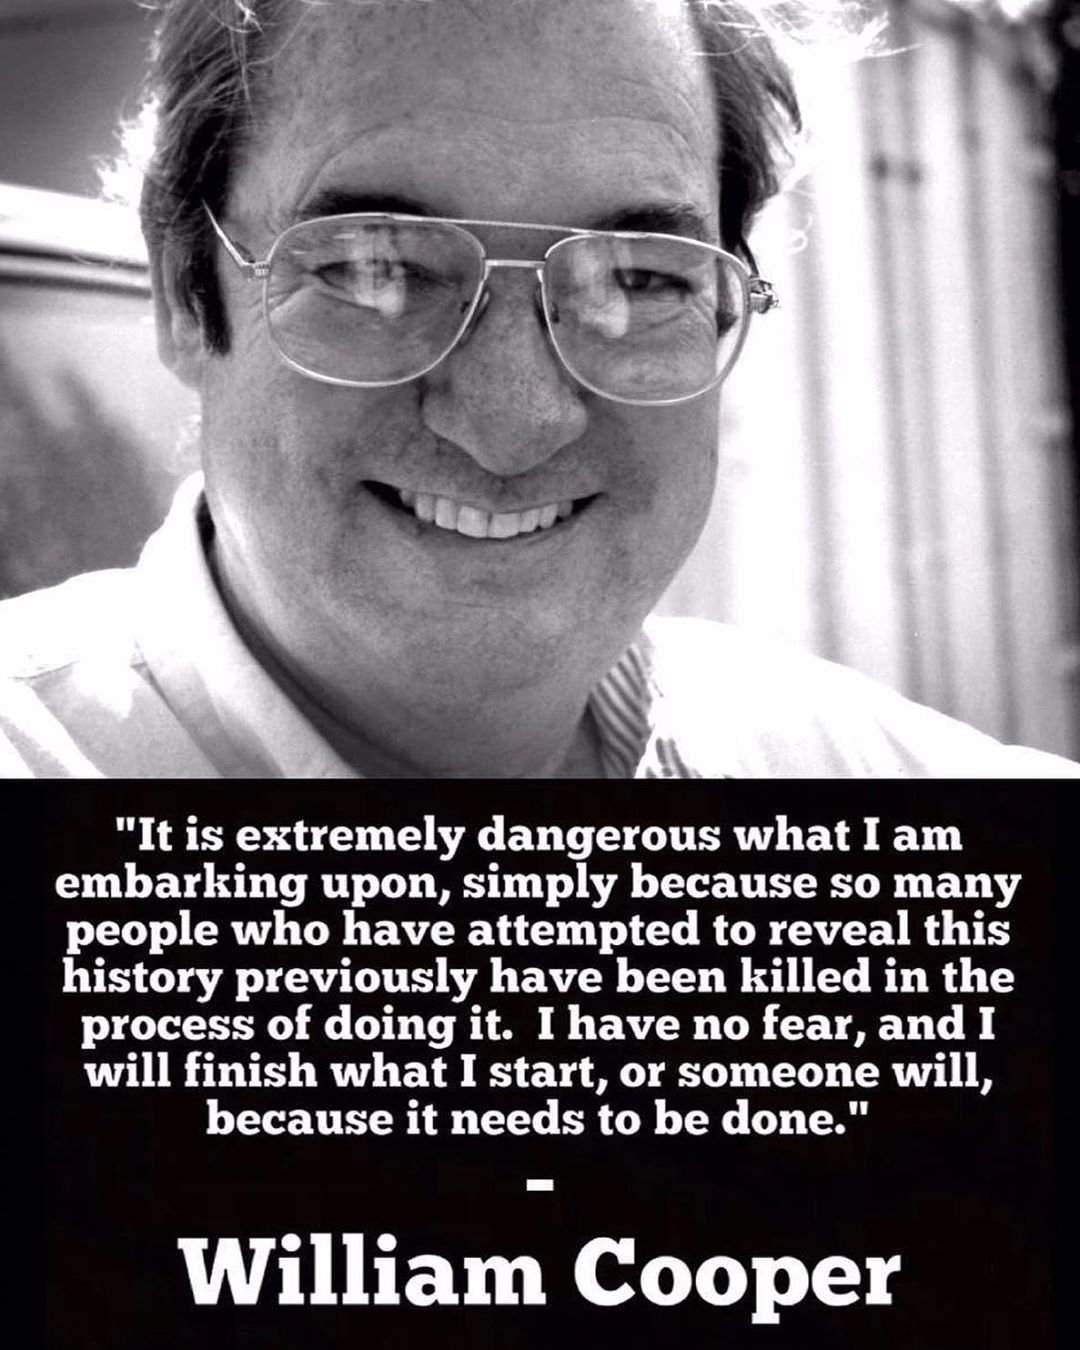 "It is extremely dangerous what I am
embarking upon, simply because so many
people who have attempted to reveal this
history previously have been killed in the
process of doing it.  I have no fear, and I
will finish what I start, or someone will,
because it needs to be done."
-
William Cooper